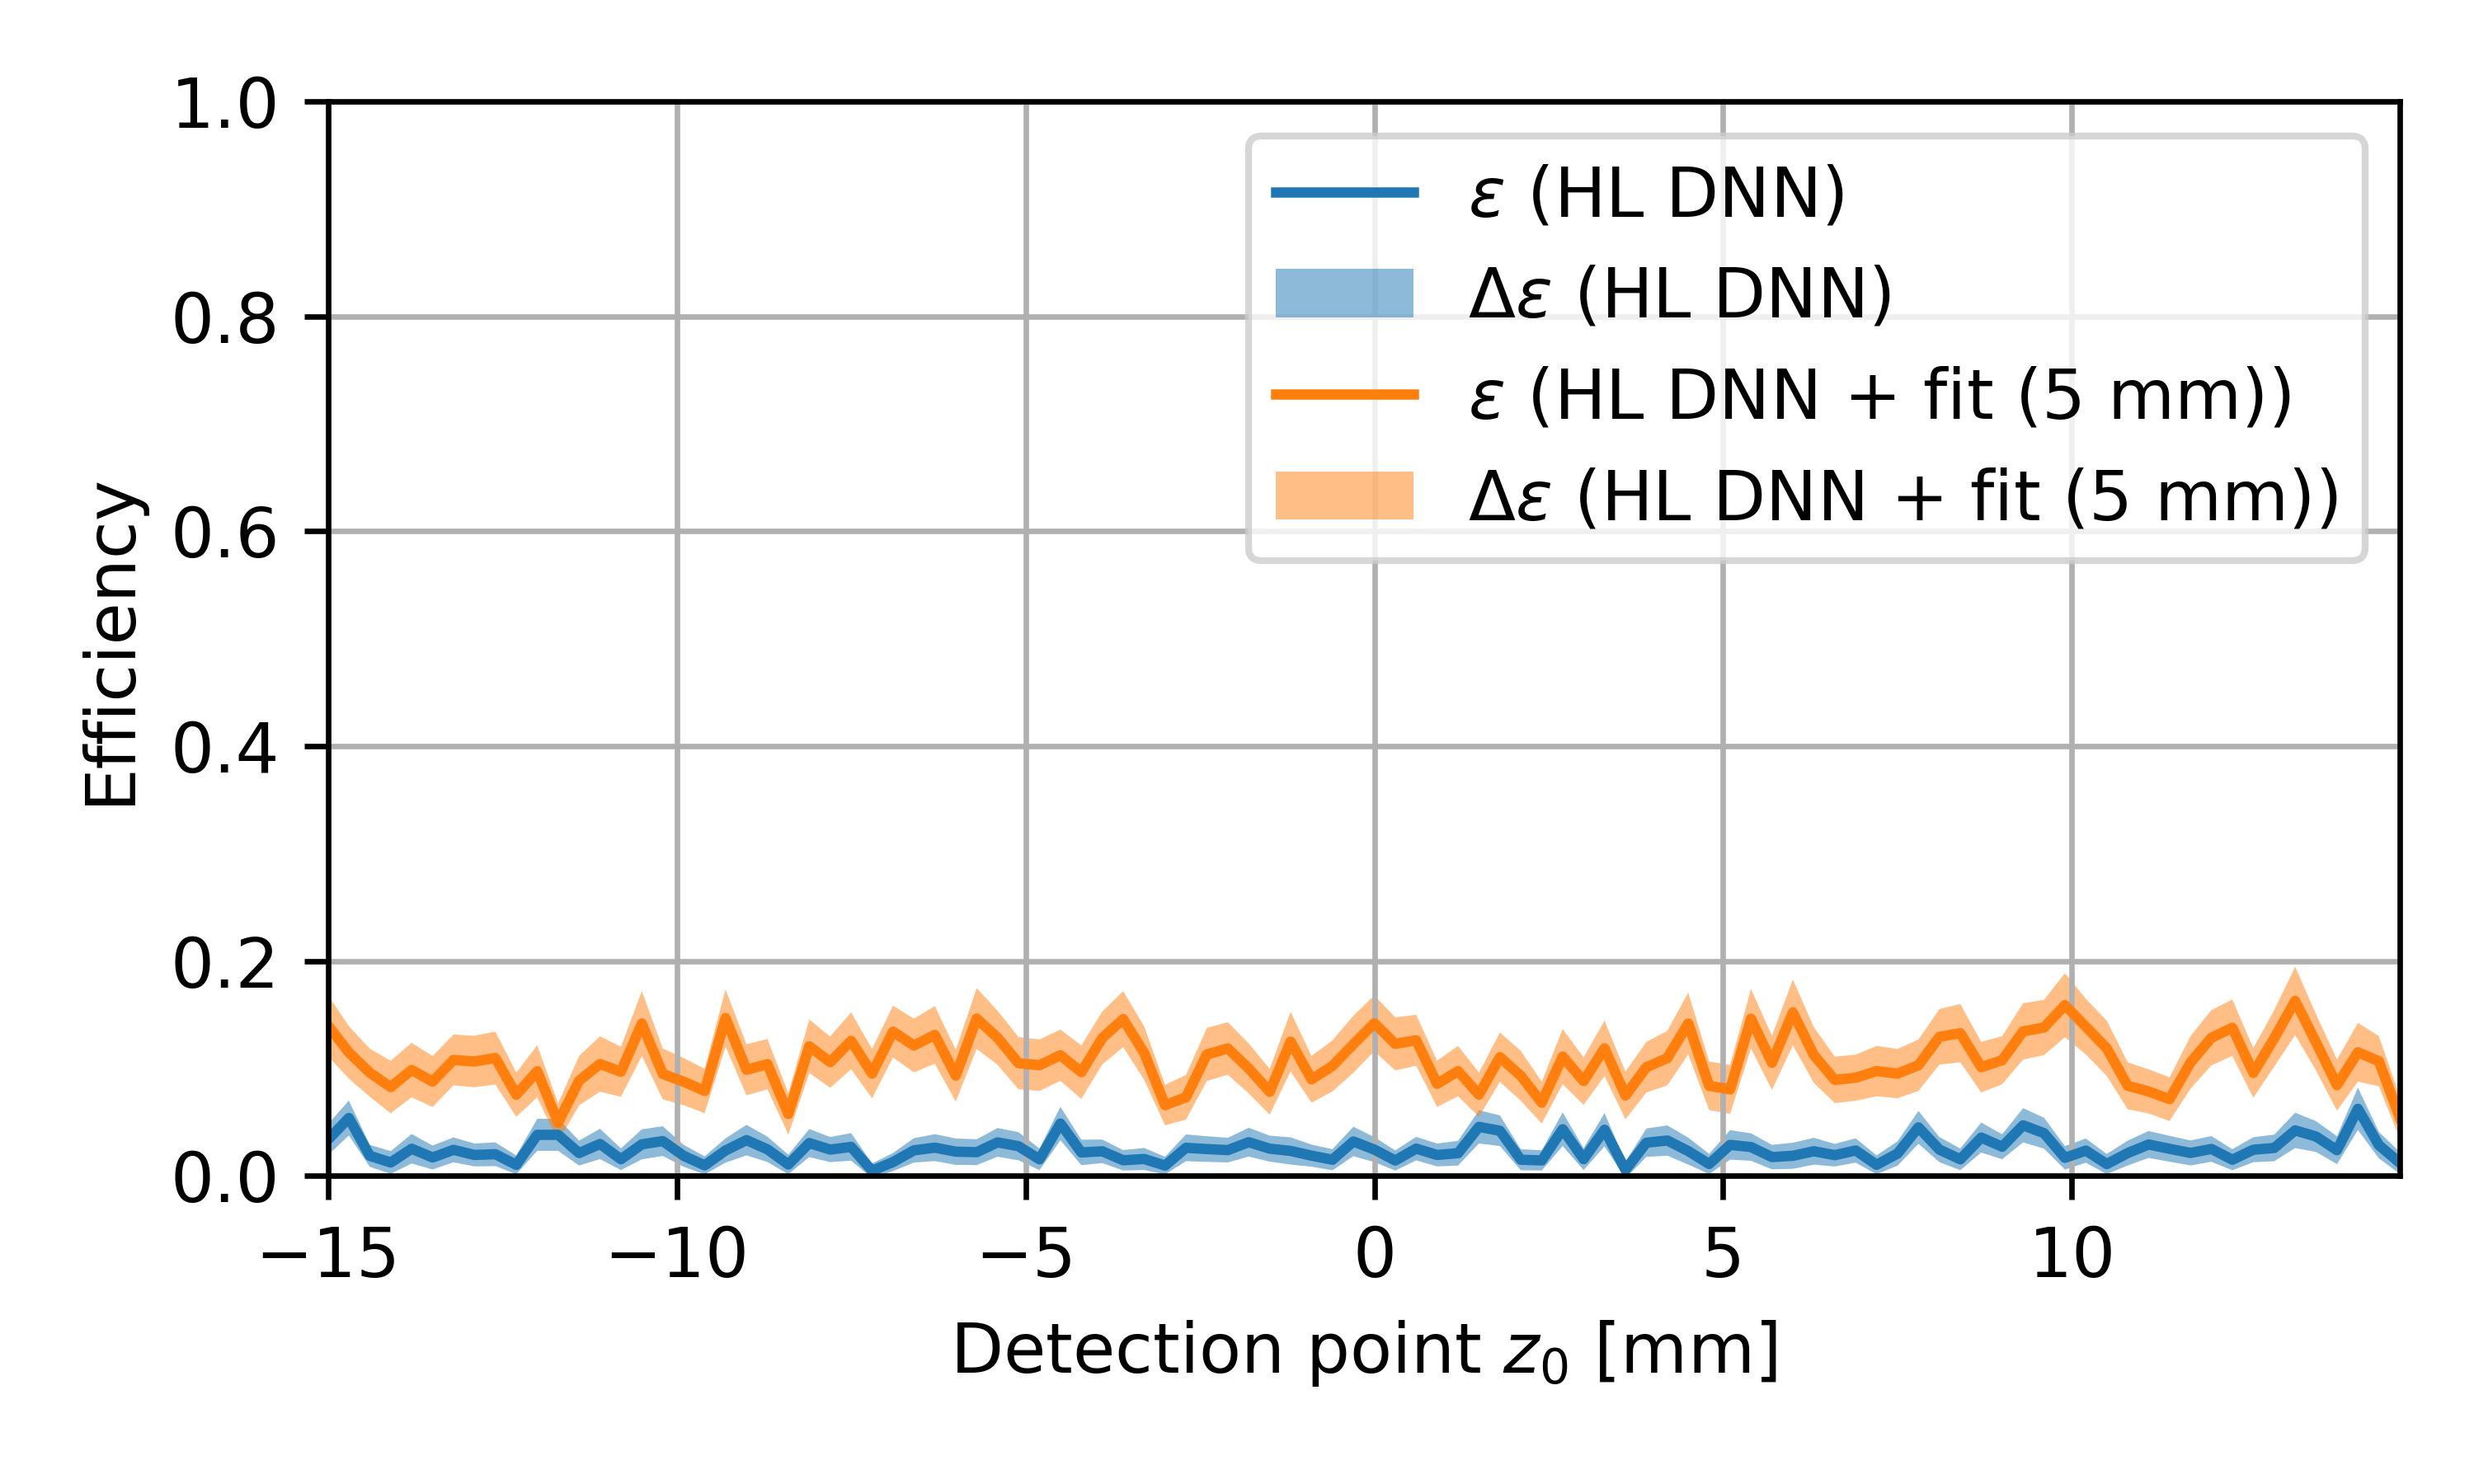 1.0
0.8
0.6
0.4
0.2
0.0
Efficiency
ε (HL DNN)
Δε (HL DNN)
ε (HL DNN + fit (5 mm))
Δε (HL DNN + fit (5 mm))
−15 −10 −5 0 5 10
Detection point z₀ [mm]